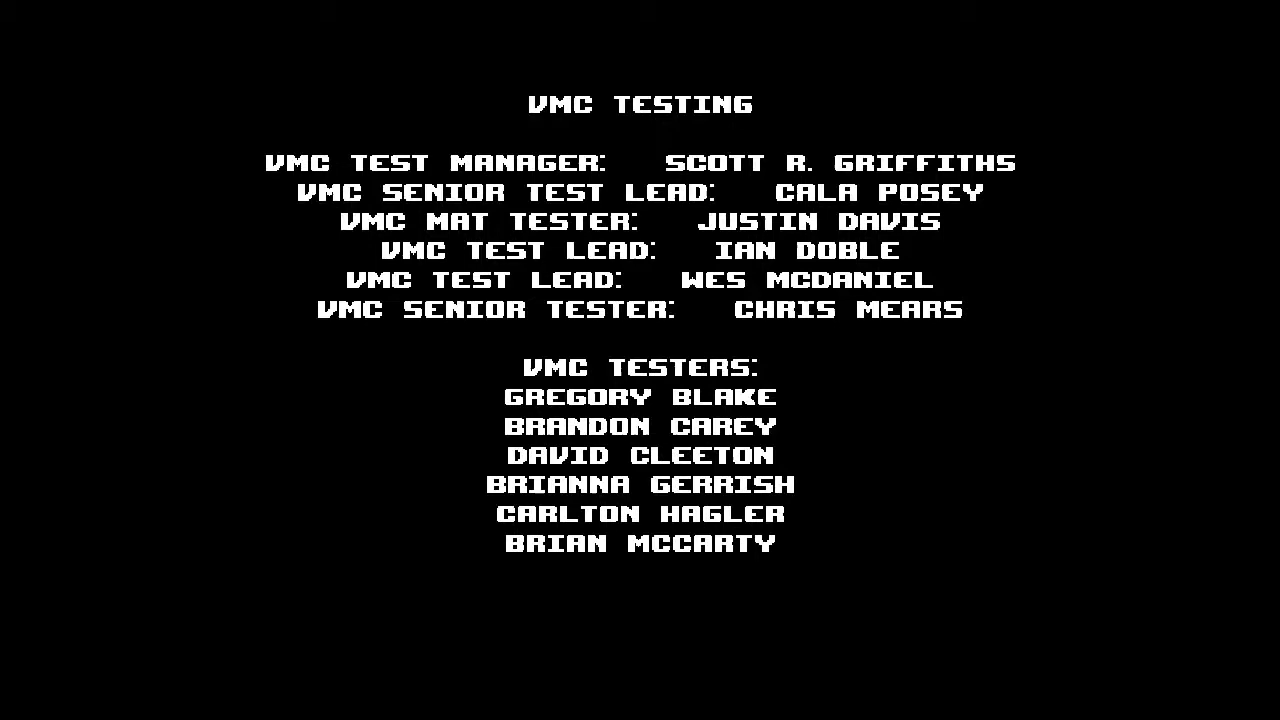 VMC TESTING
VMC TEST MANAGER: SCOTT R. GRIFFITHS
VMC SENIOR TEST LEAD: CALA POSEY
VMC MAT TESTER: JUSTIN DAVIS
VMC TEST LEAD: IAN DOBLE
VMC TEST LEAD: WES MCDANIEL
VMC SENIOR TESTER: CHRIS MEARS
VMC TESTERS:
GREGORY BLAKE
BRANDON CAREY
DAVID CLEETON
BRIANNA GERRISH
CARLTON HAGLER
BRIAN MCCARTY